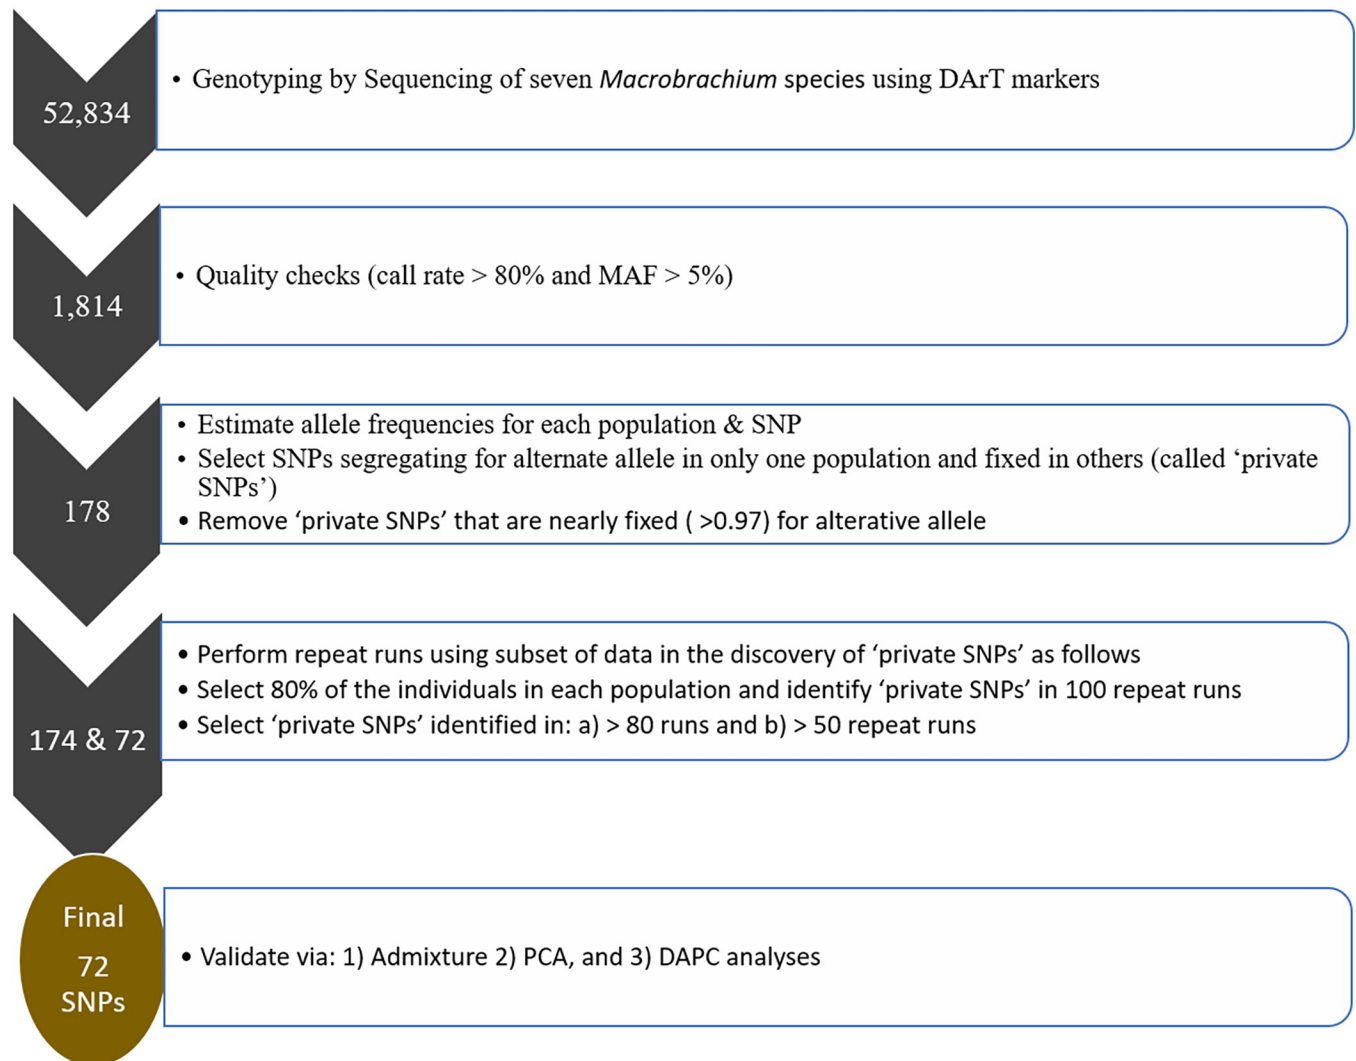 52,834
• Genotyping by Sequencing of seven Macrobrachium species using DArT markers
1,814
• Quality checks (call rate > 80% and MAF > 5%)
178
• Estimate allele frequencies for each population & SNP
• Select SNPs segregating for alternate allele in only one population and fixed in others (called ‘private
SNPs’)
• Remove ‘private SNPs’ that are nearly fixed ( >0.97) for alterative allele
174 & 72
• Perform repeat runs using subset of data in the discovery of ‘private SNPs’ as follows
• Select 80% of the individuals in each population and identify ‘private SNPs’ in 100 repeat runs
• Select ‘private SNPs’ identified in: a) > 80 runs and b) > 50 repeat runs
Final
72
SNPs
• Validate via: 1) Admixture 2) PCA, and 3) DAPC analyses